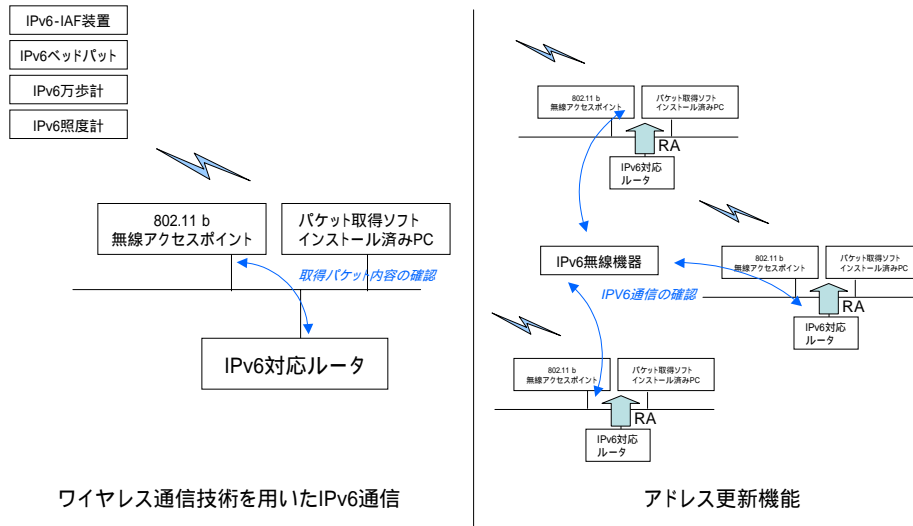 IPv6-IAF装置
IPv6ベッドパット
IPv6万歩計
IPv6照度計
802.11 b
無線アクセスポイント
パケット取得ソフト
インストール済みPC
取得パケット内容の確認
IPv6対応ルータ
ワイヤレス通信技術を用いたIPv6通信
802.11 b
無線アクセスポイント
パケット取得ソフト
インストール済みPC
RA
IPv6対応
ルータ
IPv6無線機器
IPV6通信の確認
802.11 b
無線アクセスポイント
パケット取得ソフト
インストール済みPC
RA
IPv6対応
ルータ
802.11 b
無線アクセスポイント
パケット取得ソフト
インストール済みPC
RA
IPv6対応
ルータ
アドレス更新機能